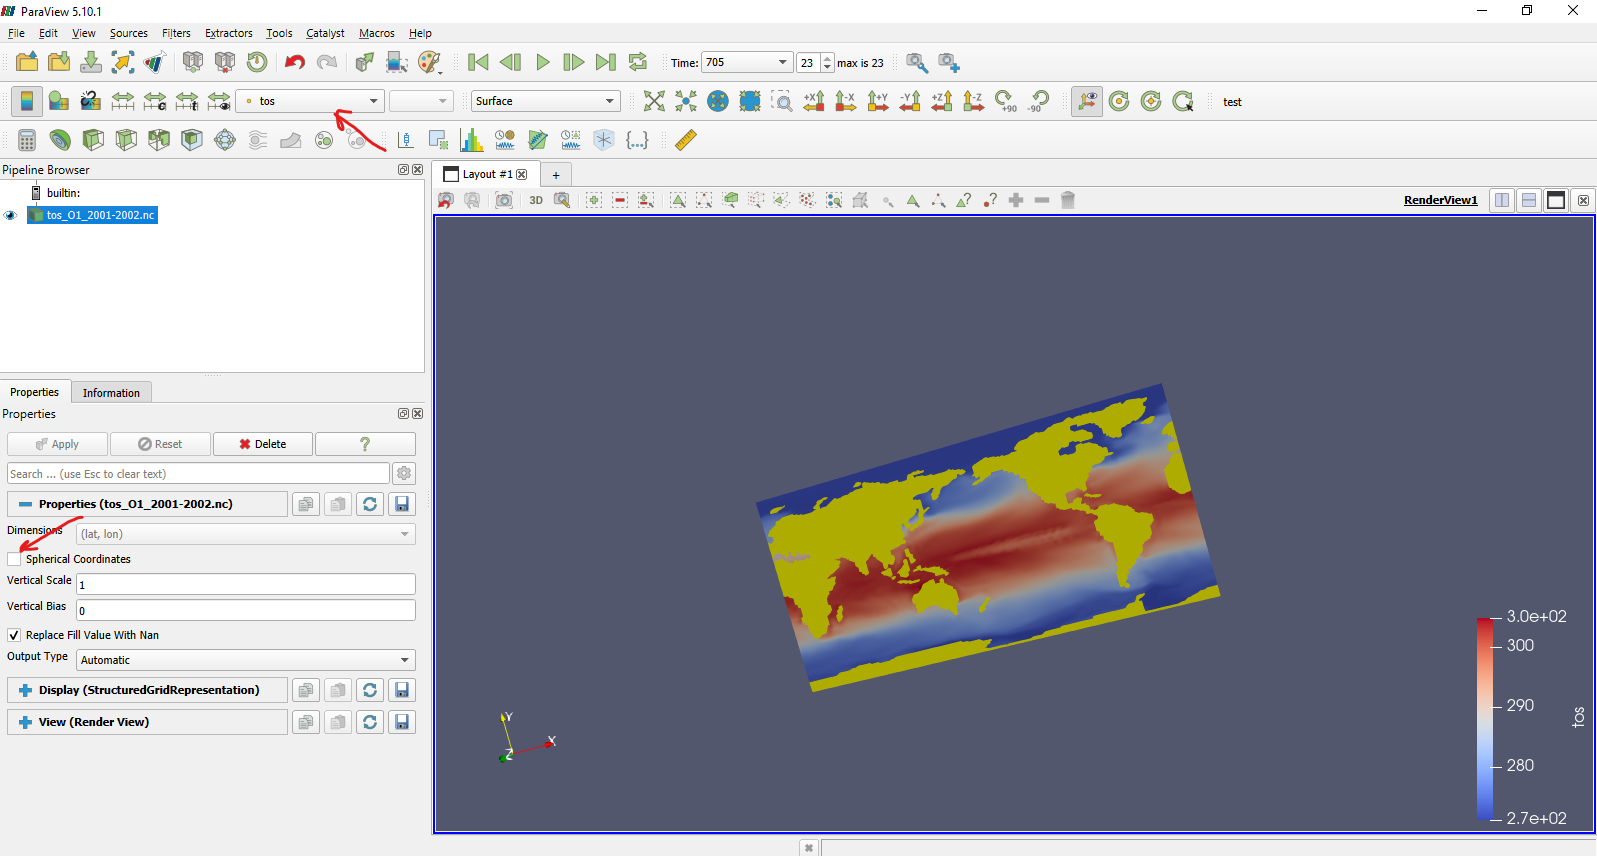 ParaView 5.10.1
File Edit View Sources Filters Extractors Tools Catalyst Macros Help
Time: 705 23 max is 23
c t tos Surface +X -X +Y -Y +Z -Z +90 -90 test
{...}
Pipeline Browser
builtin:
tos_O1_2001-2002.nc
Layout #1 +
3D ? ? RenderView1
Properties Information
Properties
Apply Reset Delete ?
Search ... (use Esc to clear text)
Properties (tos_O1_2001-2002.nc)
Dimensions (lat, lon)
Spherical Coordinates
Vertical Scale 1
Vertical Bias 0
Replace Fill Value With Nan
Output Type Automatic
Display (StructuredGridRepresentation)
View (Render View)
Y
X
Z
3.0e+02
300
290
280
2.7e+02
tos